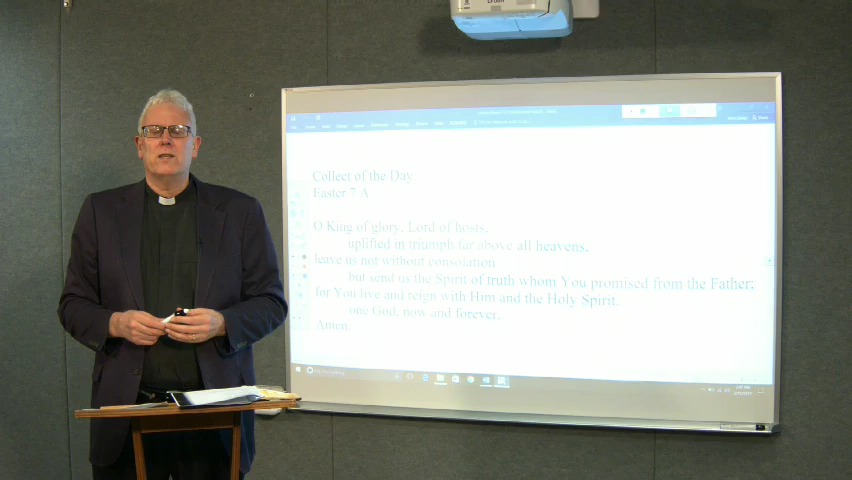 Collect of the Day
Easter 7 A
O King of glory, Lord of hosts,
uplifted in triumph far above all heavens,
leave us not without consolation
but send us the Spirit of truth whom You promised from the Father;
for You live and reign with Him and the Holy Spirit,
one God, now and forever.
Amen.